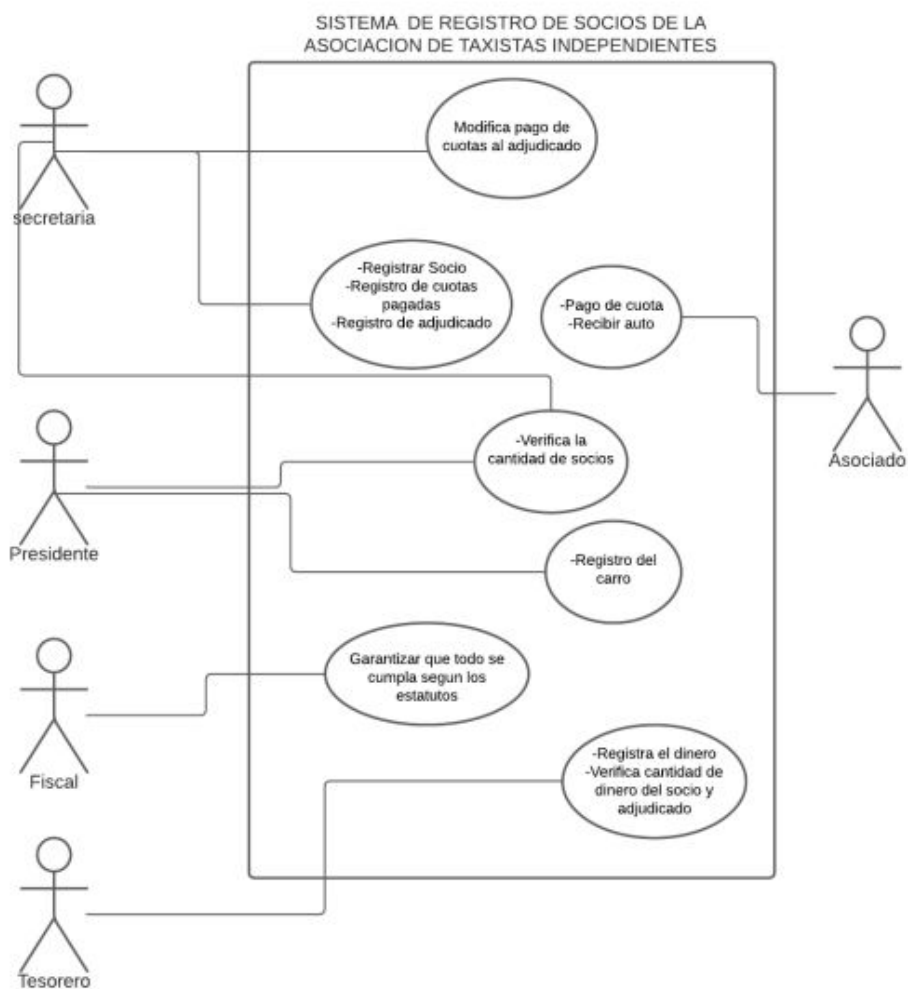 SISTEMA DE REGISTRO DE SOCIOS DE LA
ASOCIACION DE TAXISTAS INDEPENDIENTES
Modifica pago de
cuotas al adjudicado
secretaria
-Registrar Socio
-Registro de cuotas
pagadas
-Registro de adjudicado
-Pago de cuota
-Recibir auto
-Verifica la
cantidad de socios
Asociado
Presidente
-Registro del
carro
Garantizar que todo se
cumpla segun los
estatutos
Fiscal
-Registra el dinero
-Verifica cantidad de
dinero del socio y
adjudicado
Tesorero